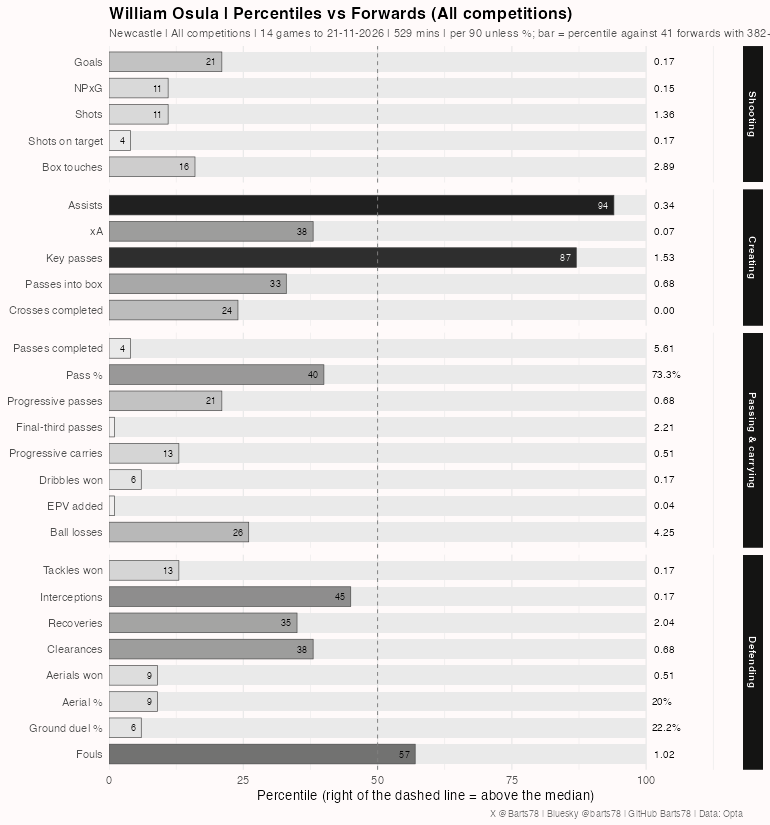 William Osula | Percentiles vs Forwards (All competitions)
Newcastle | All competitions | 14 games to 21-11-2026 | 529 mins | per 90 unless %; bar = percentile against 41 forwards with 382-
Goals 21 0.17
NPxG 11 0.15
Shots 11 1.36
Shots on target 4 0.17
Box touches 16 2.89
Shooting
Assists 94 0.34
xA 38 0.07
Key passes 87 1.53
Passes into box 33 0.68
Crosses completed 24 0.00
Creating
Passes completed 4 5.61
Pass % 40 73.3%
Progressive passes 21 0.68
Final-third passes 2.21
Progressive carries 13 0.51
Dribbles won 6 0.17
EPV added 0.04
Ball losses 26 4.25
Passing & carrying
Tackles won 13 0.17
Interceptions 45 0.17
Recoveries 35 2.04
Clearances 38 0.68
Aerials won 9 0.51
Aerial % 9 20%
Ground duel % 6 22.2%
Fouls 57 1.02
Defending
0 25 50 75 100
Percentile (right of the dashed line = above the median)
X @Barts78 | Bluesky @barts78 | GitHub Barts78 | Data: Opta